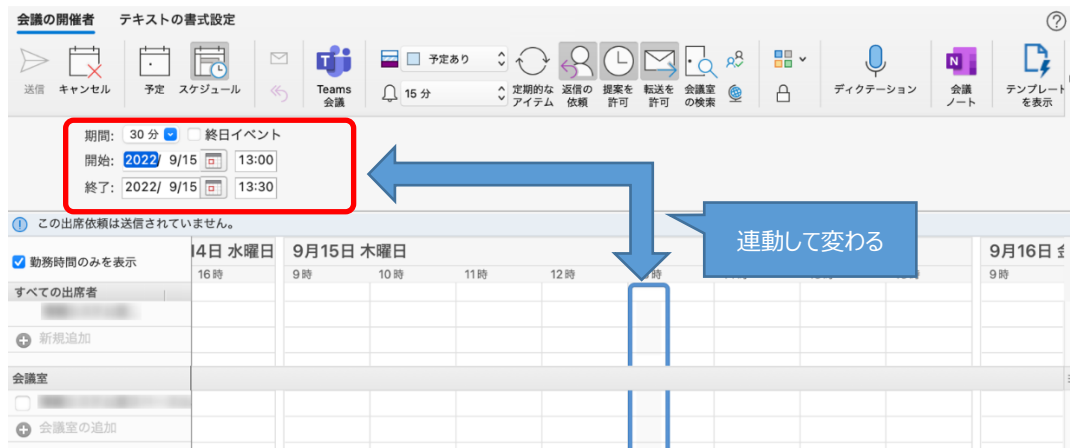 会議の開催者 テキストの書式設定
送信 キャンセル 予定 スケジュール Teams 会議 予定あり 15 分 定期的な アイテム 返信の 依頼 提案を 許可 転送を 許可 会議室 の検索 ディクテーション 会議 ノート テンプレート を表示
期間: 30 分 終日イベント
開始: 2022/ 9/15 13:00
終了: 2022/ 9/15 13:30
この出席依頼は送信されていません。
連動して変わる
勤務時間のみを表示
14日 水曜日 9月15日 木曜日 9月16日
16時 9時 10時 11時 12時 時 9時
すべての出席者
新規追加
会議室
会議室の追加